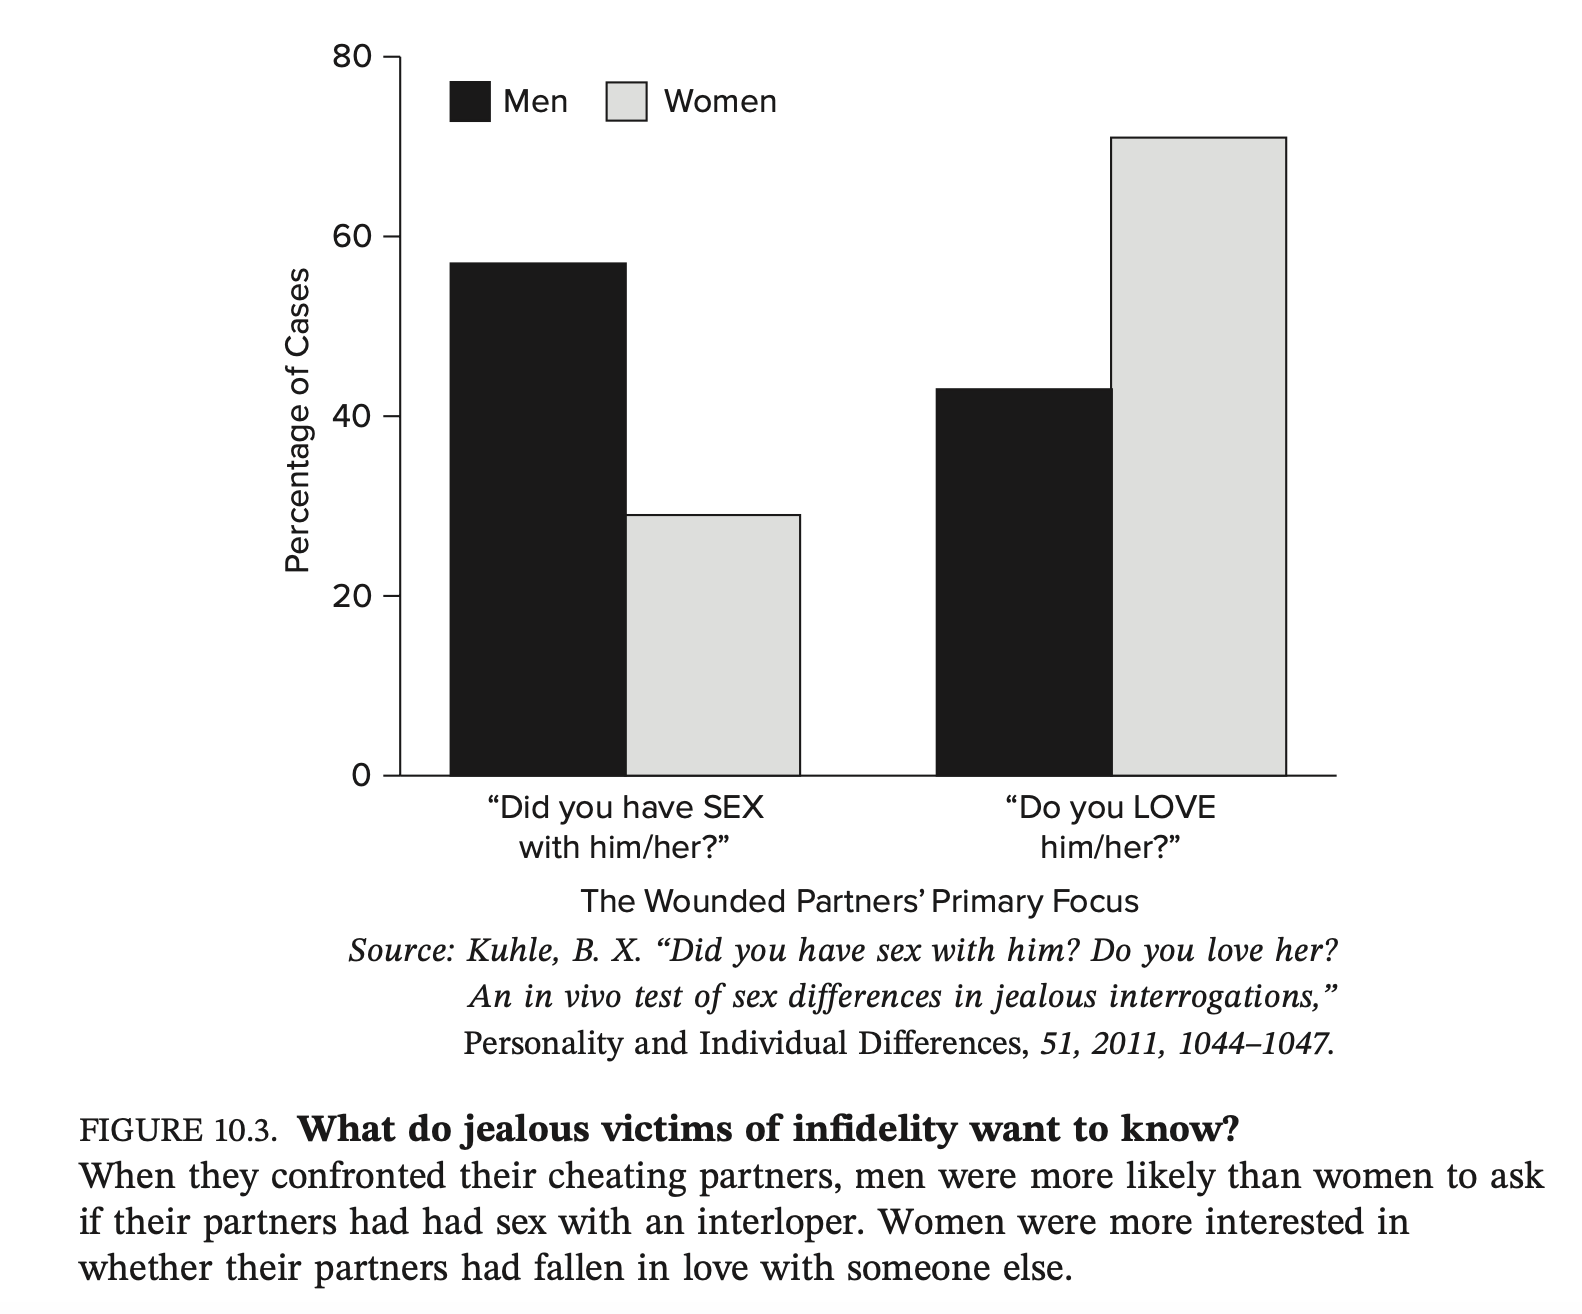 80
Men
Women
60
40
20
0
Percentage of Cases
“Did you have SEX
with him/her?”
“Do you LOVE
him/her?”
The Wounded Partners’ Primary Focus
Source: Kuhle, B. X. “Did you have sex with him? Do you love her?
An in vivo test of sex differences in jealous interrogations,”
Personality and Individual Differences, 51, 2011, 1044–1047.
FIGURE 10.3. What do jealous victims of infidelity want to know?
When they confronted their cheating partners, men were more likely than women to ask
if their partners had had sex with an interloper. Women were more interested in
whether their partners had fallen in love with someone else.